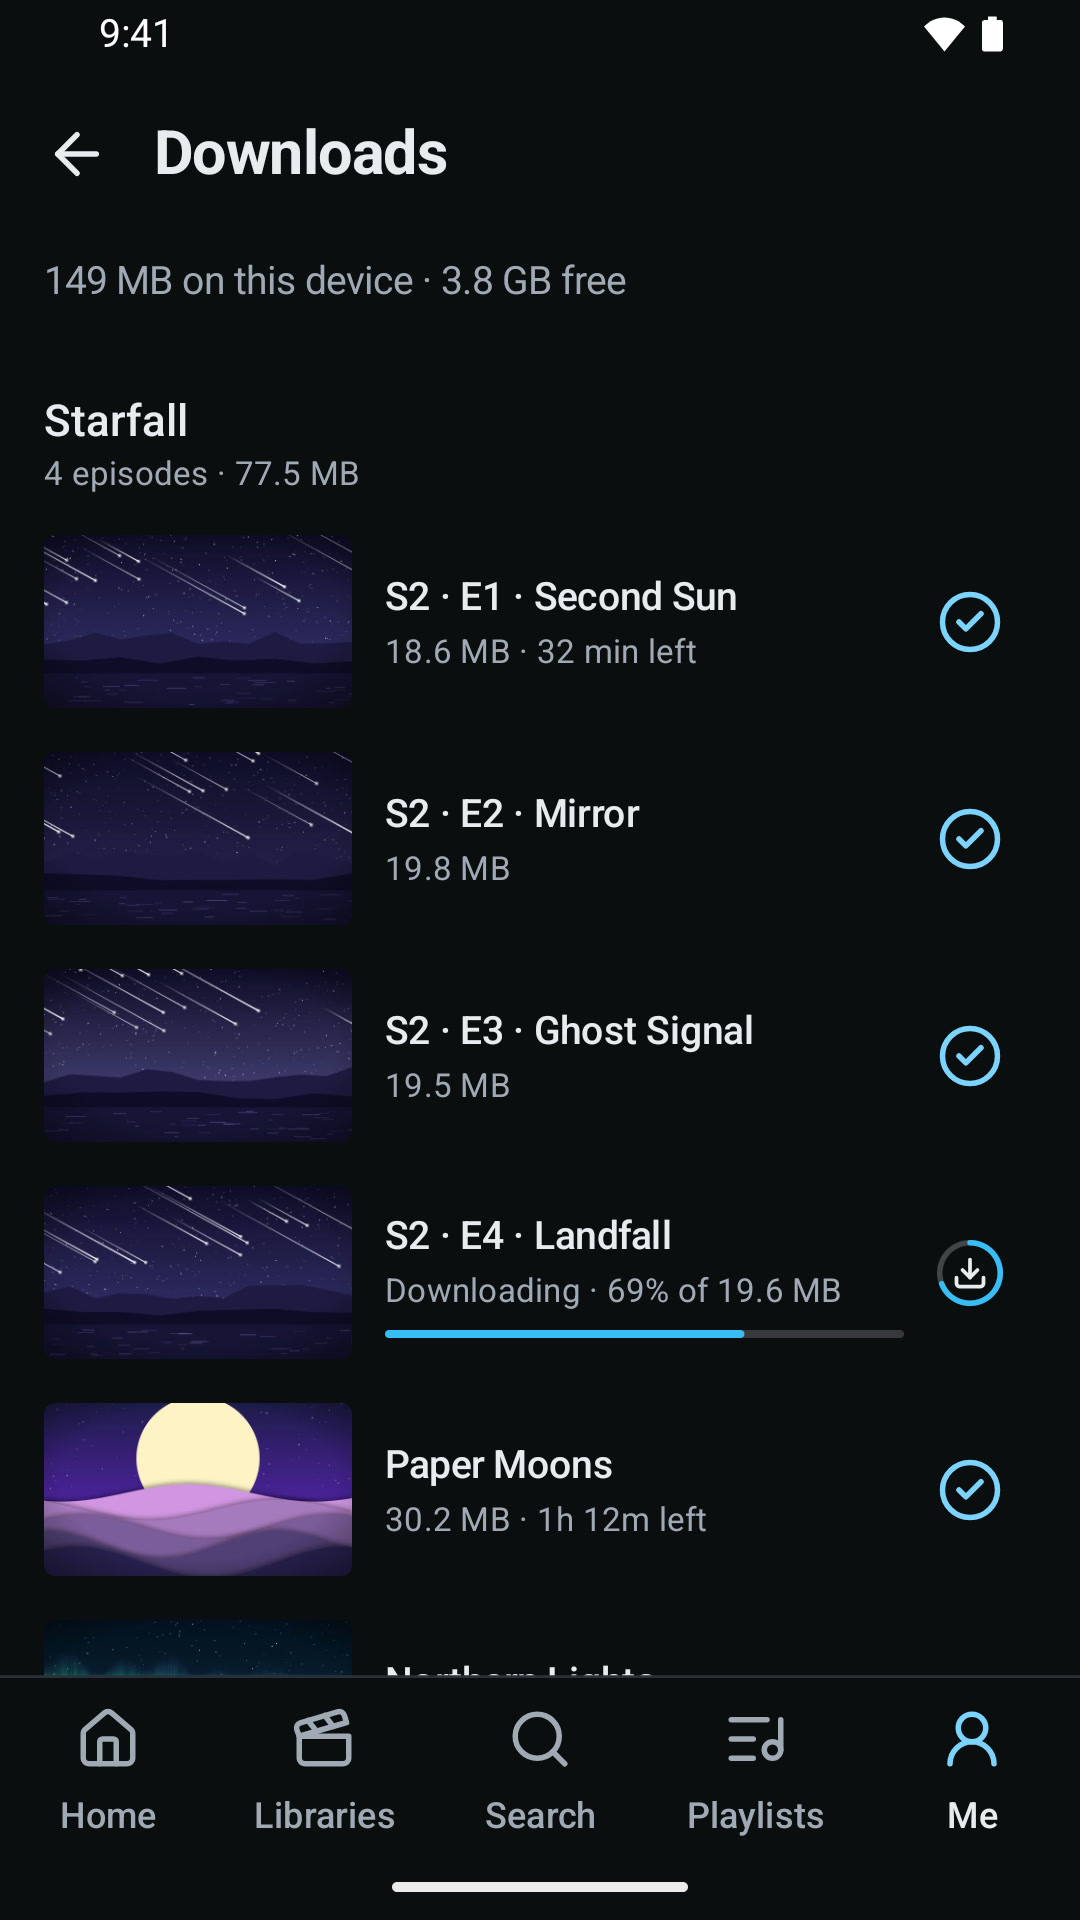 9:41
Downloads
149 MB on this device · 3.8 GB free
Starfall
4 episodes · 77.5 MB
S2 · E1 · Second Sun
18.6 MB · 32 min left
S2 · E2 · Mirror
19.8 MB
S2 · E3 · Ghost Signal
19.5 MB
S2 · E4 · Landfall
Downloading · 69% of 19.6 MB
Paper Moons
30.2 MB · 1h 12m left
Northern Lights
Home
Libraries
Search
Playlists
Me